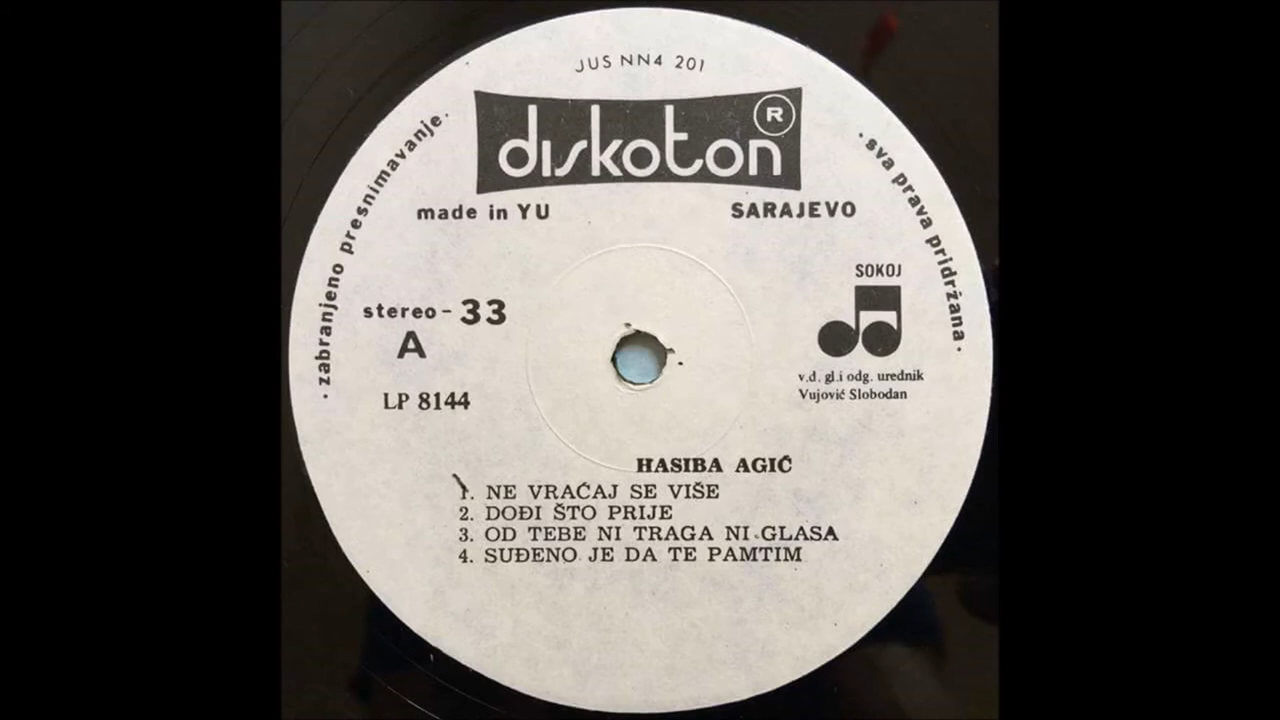 JUS NN4 201
diskoton R
· zabranjeno presnimavanje ·
· sva prava pridržana ·
made in YU
SARAJEVO
SOKOJ
stereo - 33
A
LP 8144
v.d. gl.i odg. urednik
Vujović Slobodan
HASIBA AGIĆ
1. NE VRAĆAJ SE VIŠE
2. DOĐI ŠTO PRIJE
3. OD TEBE NI TRAGA NI GLASA
4. SUĐENO JE DA TE PAMTIM